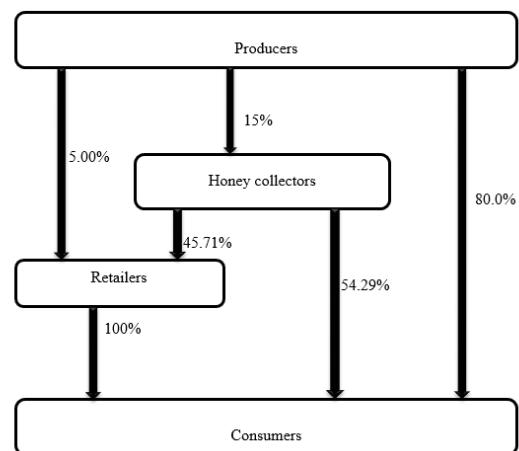 Producers
15%
5.00%
Honey collectors
80.0%
45.71%
Retailers
54.29%
100%
Consumers